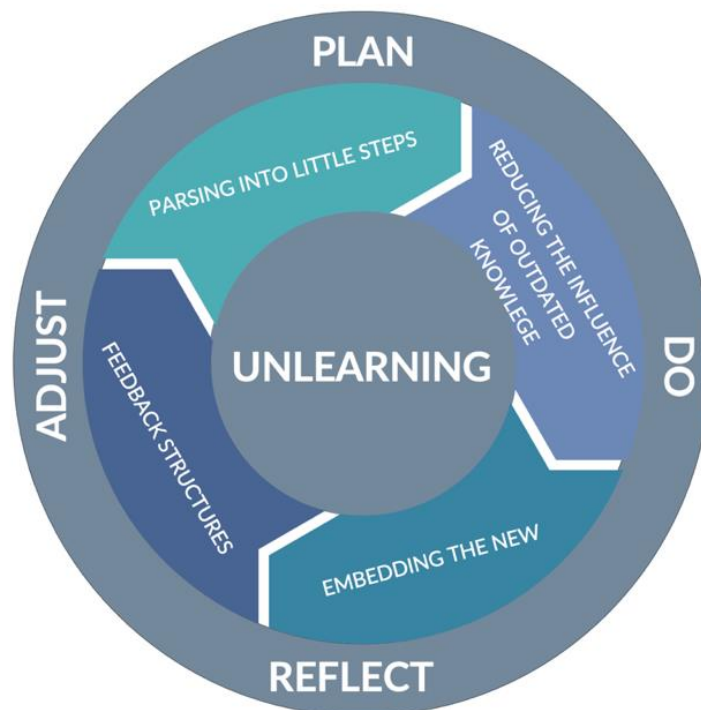 PLAN
PARSING INTO LITTLE STEPS
REDUCING THE INFLUENCE
OF OUTDATED
KNOWLEGE
DO
UNLEARNING
ADJUST
FEEDBACK STRUCTURES
EMBEDDING THE NEW
REFLECT